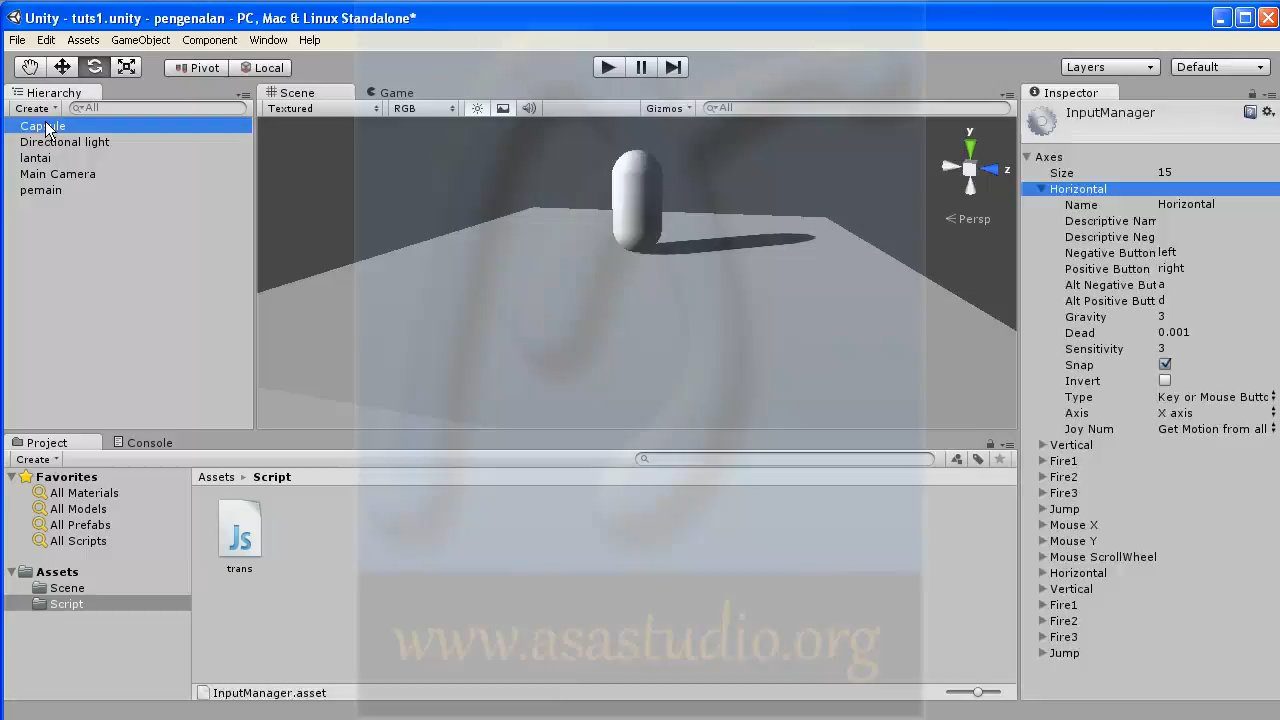 Unity - tuts1.unity - pengenalan - PC, Mac & Linux Standalone*
File Edit Assets GameObject Component Window Help
Pivot Local Layers Default
Hierarchy
Create All
Capsule
Directional light
lantai
Main Camera
pemain
Scene Game
Textured RGB Gizmos All
y
z
Persp
Inspector
InputManager
Axes
Size 15
Horizontal
Name Horizontal
Descriptive Nam
Descriptive Neg
Negative Button left
Positive Button right
Alt Negative But a
Alt Positive Butt d
Gravity 3
Dead 0.001
Sensitivity 3
Snap
Invert
Type Key or Mouse Butto
Axis X axis
Joy Num Get Motion from all
Vertical
Fire1
Fire2
Fire3
Jump
Mouse X
Mouse Y
Mouse ScrollWheel
Horizontal
Vertical
Fire1
Fire2
Fire3
Jump
Project Console
Create
Favorites
All Materials
All Models
All Prefabs
All Scripts
Assets
Scene
Script
Assets Script
Js
trans
InputManager.asset
www.asastudio.org